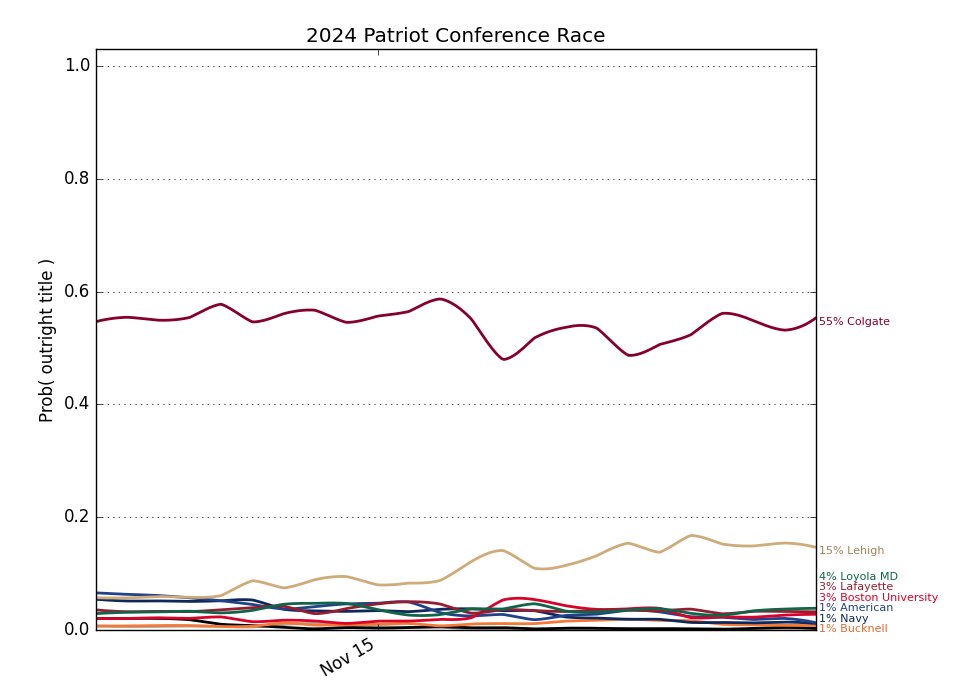 2024 Patriot Conference Race
1.0
0.8
0.6
0.4
0.2
0.0
Prob( outright title )
Nov 15
55% Colgate
15% Lehigh
4% Loyola MD
3% Lafayette
3% Boston University
1% American
1% Navy
1% Bucknell